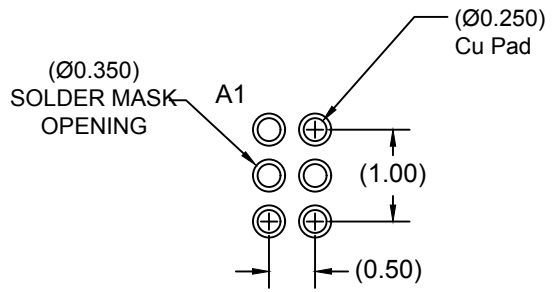 (Ø0.250)
Cu Pad
(Ø0.350)
SOLDER MASK
OPENING
A1
(1.00)
(0.50)